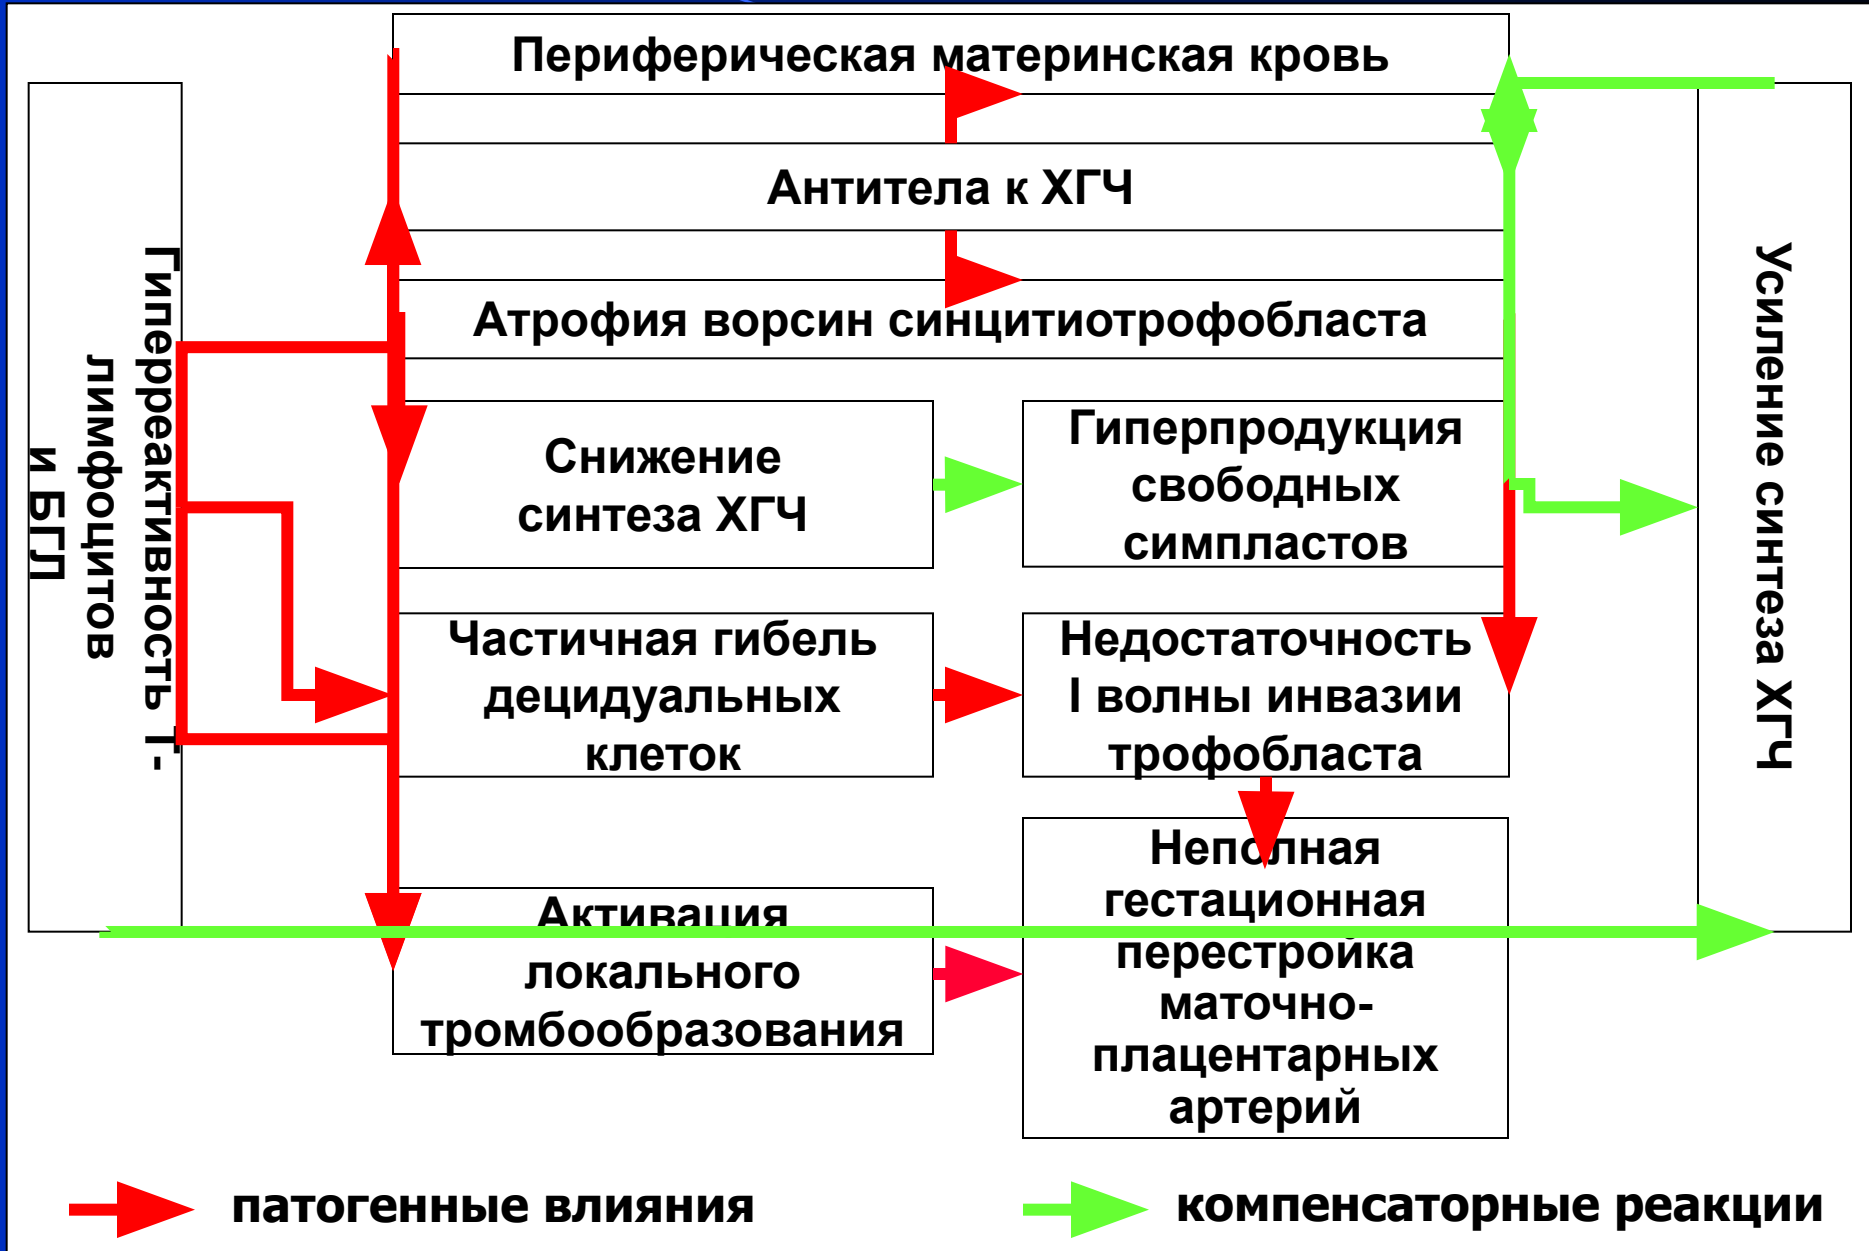 Периферическая материнская кровь
Антитела к ХГЧ
Атрофия ворсин синцитиотрофобласта
Гиперреактивность Т-
лимфоцитов
и БГЛ
Снижение
синтеза ХГЧ
Гиперпродукция
свободных
симпластов
Усиление синтеза ХГЧ
Частичная гибель
децидуальных
клеток
Недостаточность
I волны инвазии
трофобласта
Активация
локального
тромбообразования
Неполная
гестационная
перестройка
маточно-
плацентарных
артерий
патогенные влияния
компенсаторные реакции